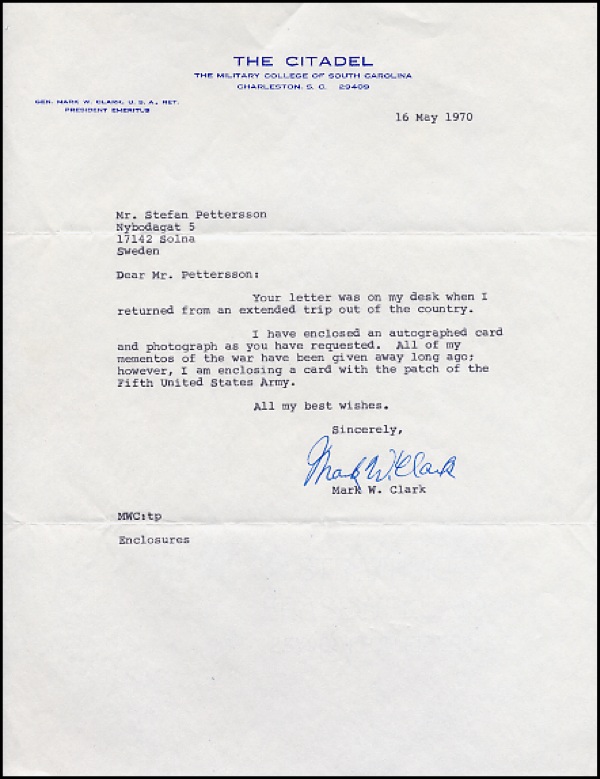 THE CITADEL
THE MILITARY COLLEGE OF SOUTH CAROLINA
CHARLESTON, S. C. 29409
GEN. MARK W. CLARK, U. S. A., RET.
PRESIDENT EMERITUS
16 May 1970
Mr. Stefan Pettersson
Nybodagat 5
17142 Solna
Sweden
Dear Mr. Pettersson:
Your letter was on my desk when I
returned from an extended trip out of the country.
I have enclosed an autographed card
and photograph as you have requested. All of my
mementos of the war have been given away long ago;
however, I am enclosing a card with the patch of the
Fifth United States Army.
All my best wishes.
Sincerely,
Mark W. Clark
Mark W. Clark
MWC:tp
Enclosures